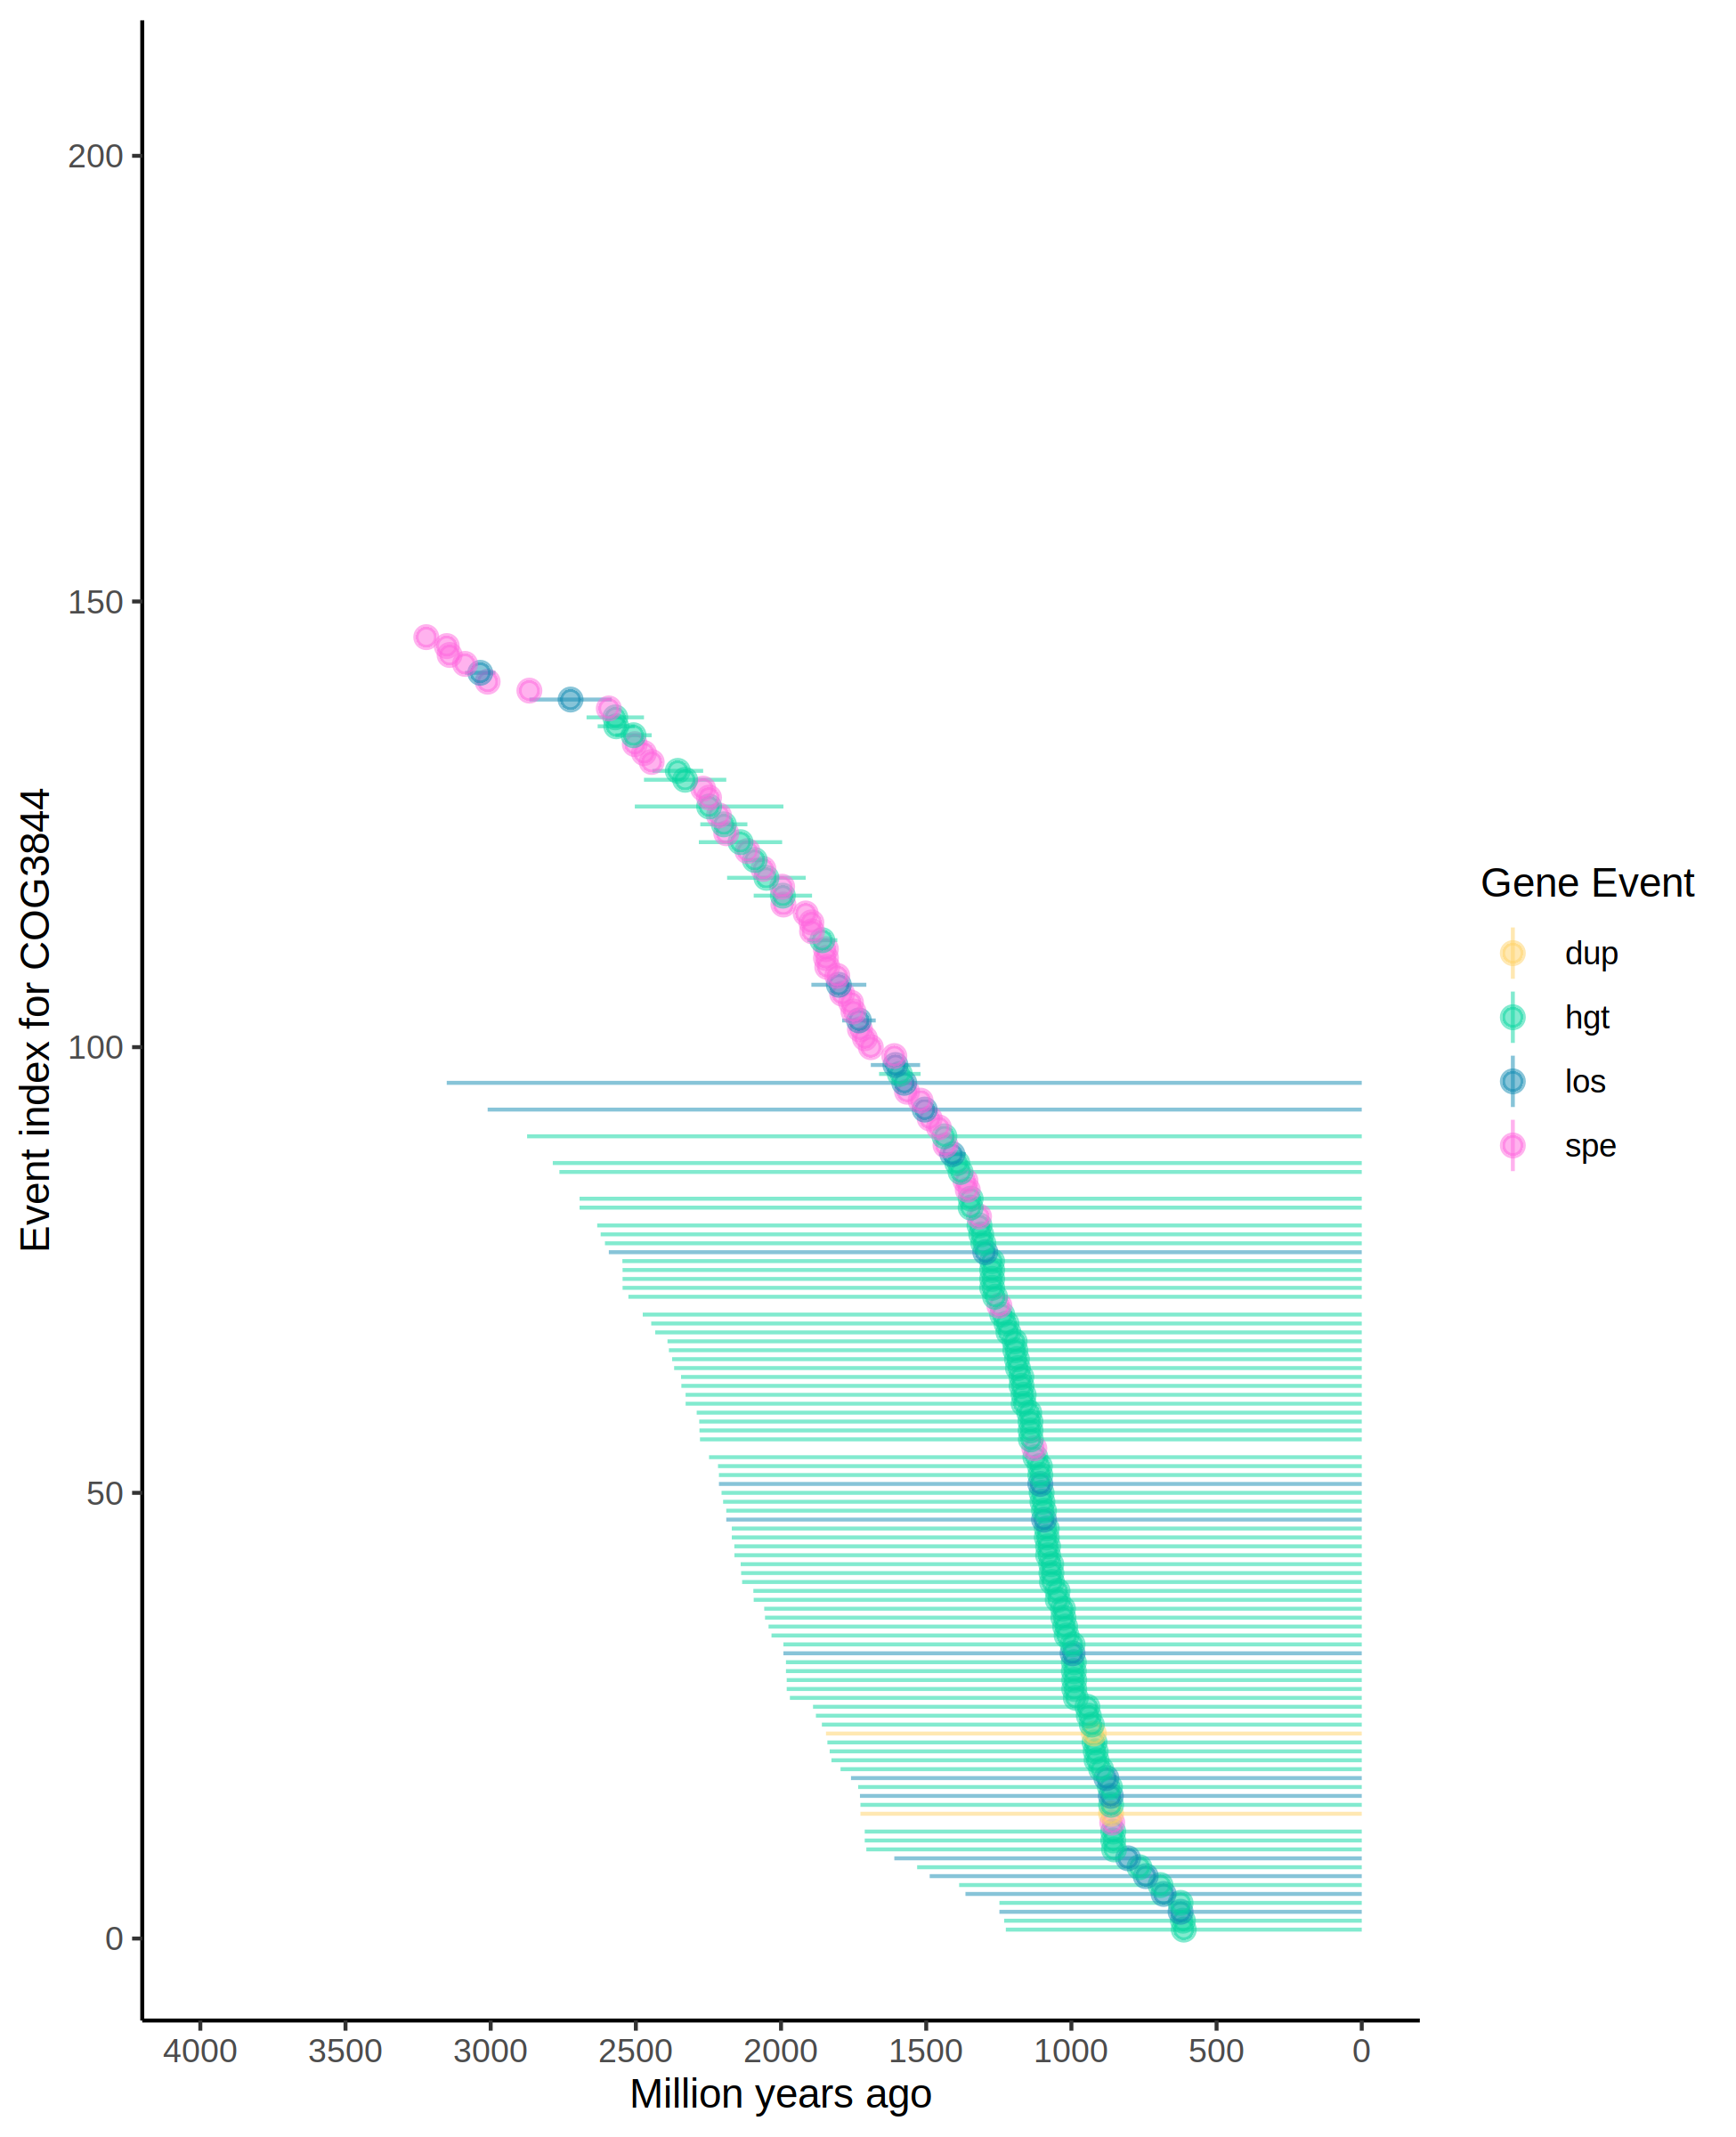 200
150
100
50
0
Event index for COG3844
4000 3500 3000 2500 2000 1500 1000 500 0
Million years ago
Gene Event
dup
hgt
los
spe